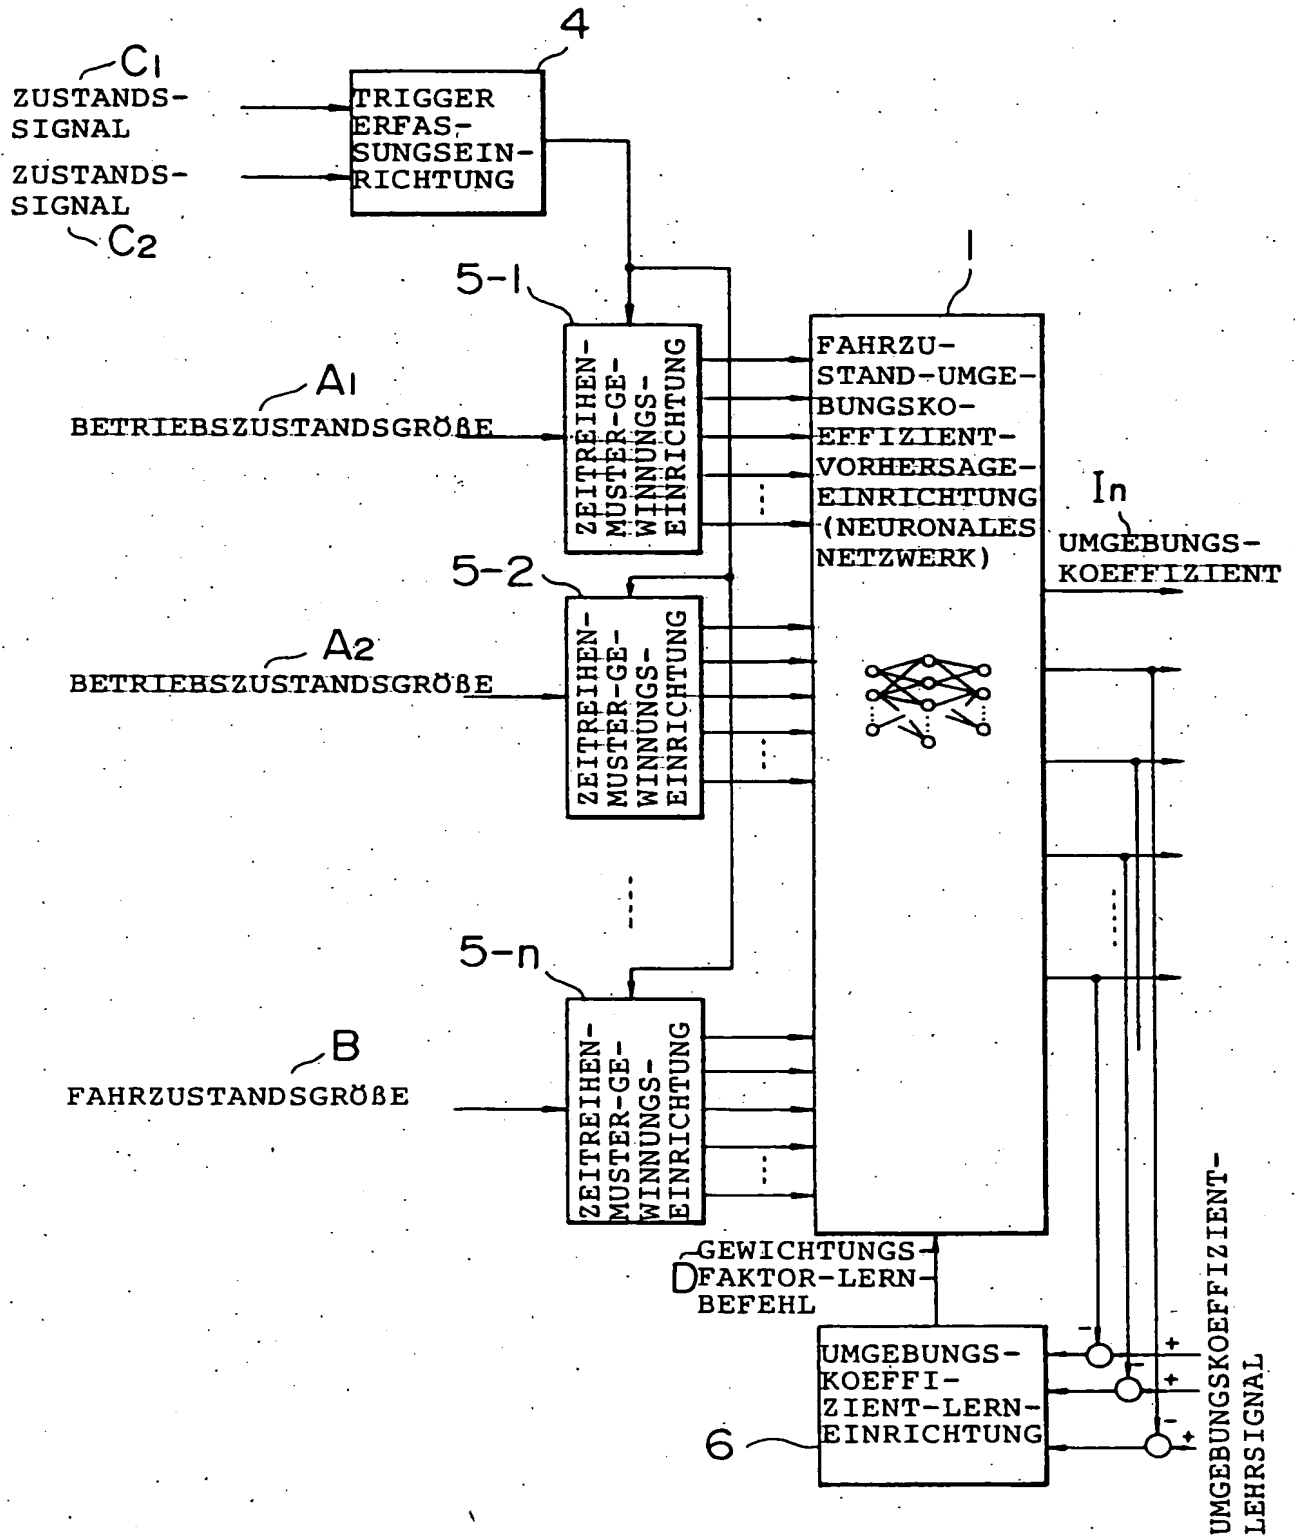 4
C1
ZUSTANDS-
SIGNAL
ZUSTANDS-
SIGNAL
C2
TRIGGER
ERFAS-
SUNGSEIN-
RICHTUNG
5-1
A1
BETRIEBSZUSTANDSGRÖßE
ZEITREIHEN-
MUSTER-GE-
WINNUNGS-
EINRICHTUNG
1
FAHRZU-
STAND-UMGE-
BUNGSKO-
EFFIZIENT-
VORHERSAGE-
EINRICHTUNG
(NEURONALES
NETZWERK)
In
UMGEBUNGS-
KOEFFIZIENT
5-2
A2
BETRIEBSZUSTANDSGRÖßE
ZEITREIHEN-
MUSTER-GE-
WINNUNGS-
EINRICHTUNG
5-n
B
FAHRZUSTANDSGRÖßE
ZEITREIHEN-
MUSTER-GE-
WINNUNGS-
EINRICHTUNG
D
GEWICHTUNGS-
FAKTOR-LERN-
BEFEHL
6
UMGEBUNGS-
KOEFFI-
ZIENT-LERN-
EINRICHTUNG
- +
- +
- +
UMGEBUNGSKOEFFIZIENT-
LEHRSIGNAL